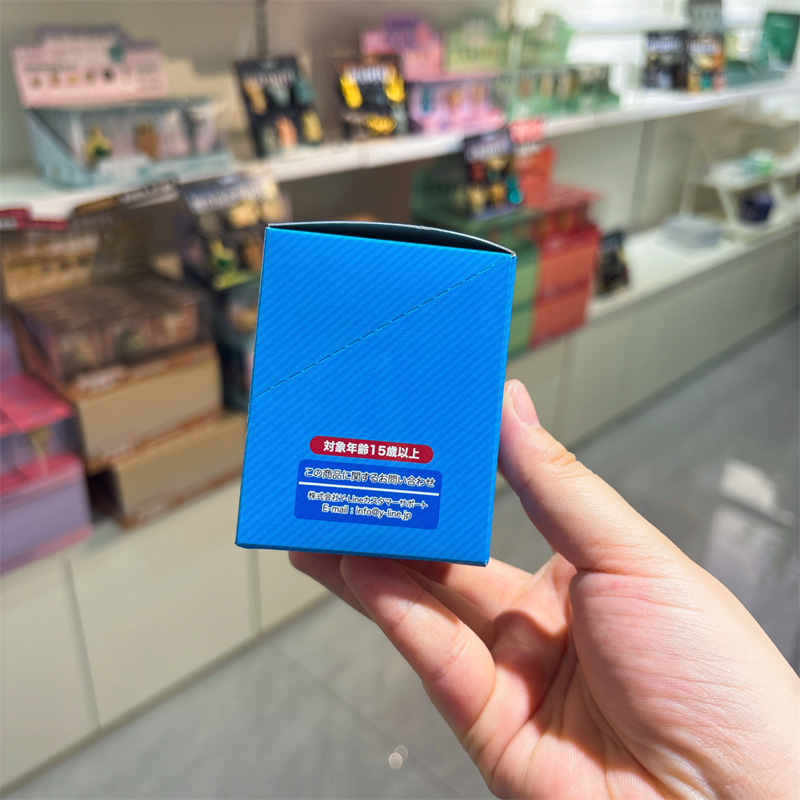 対象年齢15歳以上
この商品に関するお問い合わせ
株式会社Y-Lineカスタマーサポート
E-mail：info@y-line.jp